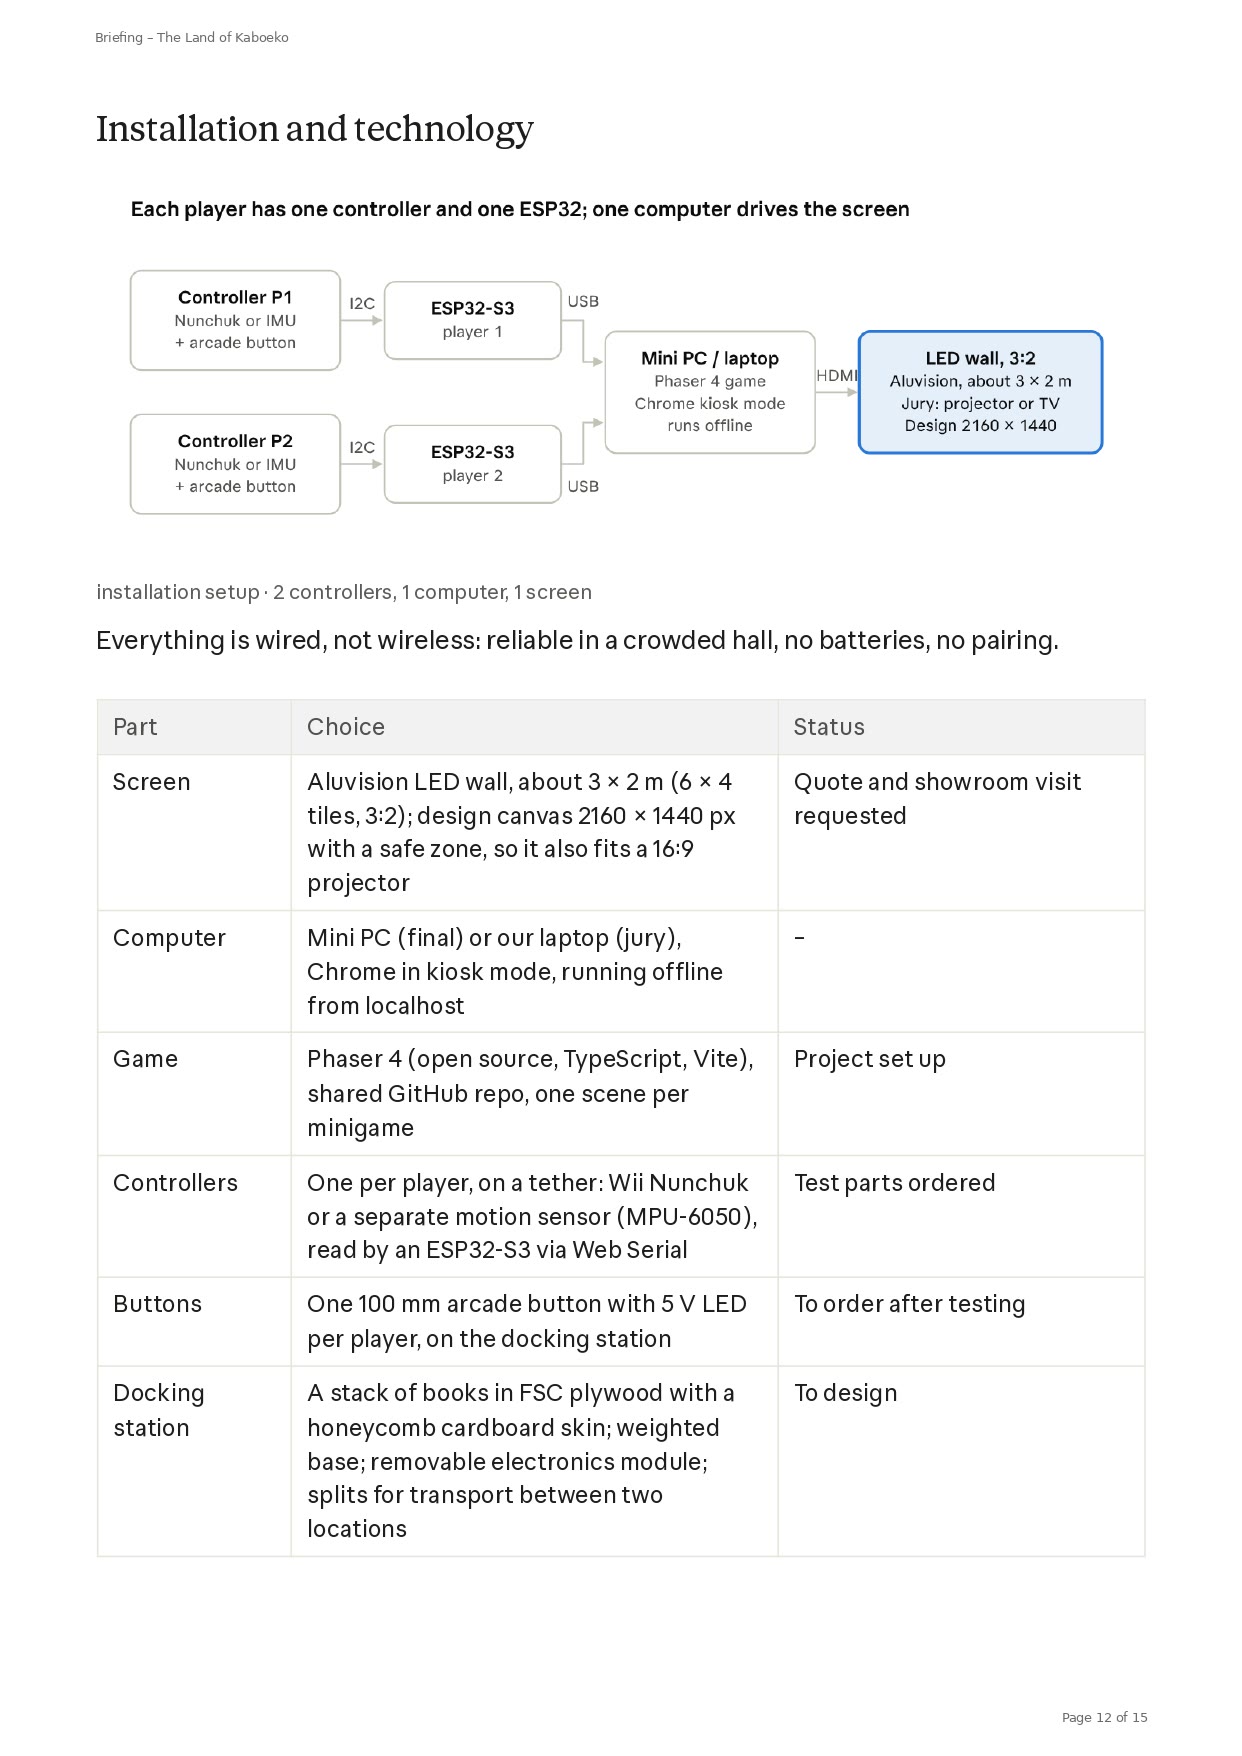 Briefing – The Land of Kaboeko
Installation and technology
Each player has one controller and one ESP32; one computer drives the screen
Controller P1
Nunchuk or IMU
+ arcade button
I2C
ESP32-S3
player 1
USB
Controller P2
Nunchuk or IMU
+ arcade button
I2C
ESP32-S3
player 2
USB
Mini PC / laptop
Phaser 4 game
Chrome kiosk mode
runs offline
HDMI
LED wall, 3:2
Aluvision, about 3 × 2 m
Jury: projector or TV
Design 2160 × 1440
installation setup · 2 controllers, 1 computer, 1 screen
Everything is wired, not wireless: reliable in a crowded hall, no batteries, no pairing.
Part Choice Status
Screen Aluvision LED wall, about 3 × 2 m (6 × 4 Quote and showroom visit
tiles, 3:2); design canvas 2160 × 1440 px requested
with a safe zone, so it also fits a 16:9
projector
Computer Mini PC (final) or our laptop (jury), –
Chrome in kiosk mode, running offline
from localhost
Game Phaser 4 (open source, TypeScript, Vite), Project set up
shared GitHub repo, one scene per
minigame
Controllers One per player, on a tether: Wii Nunchuk Test parts ordered
or a separate motion sensor (MPU-6050),
read by an ESP32-S3 via Web Serial
Buttons One 100 mm arcade button with 5 V LED To order after testing
per player, on the docking station
Docking A stack of books in FSC plywood with a To design
station honeycomb cardboard skin; weighted
base; removable electronics module;
splits for transport between two
locations
Page 12 of 15